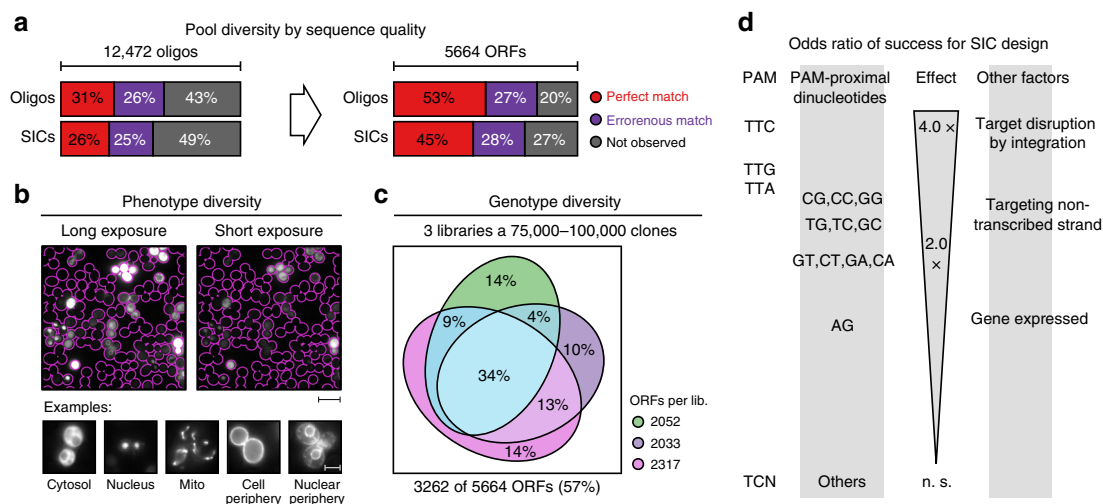 a
Pool diversity by sequence quality
12,472 oligos
5664 ORFs
Oligos 31% 26% 43%
SICs 26% 25% 49%
Oligos 53% 27% 20%
SICs 45% 28% 27%
Perfect match
Errorenous match
Not observed
b
Phenotype diversity
Long exposure Short exposure
Examples:
Cytosol Nucleus Mito Cell periphery Nuclear periphery
c
Genotype diversity
3 libraries a 75,000–100,000 clones
14%
9% 4%
10%
34%
13%
14%
ORFs per lib.
2052
2033
2317
3262 of 5664 ORFs (57%)
d
Odds ratio of success for SIC design
PAM PAM-proximal dinucleotides Effect Other factors
TTC 4.0 × Target disruption by integration
TTG
TTA
CG,CC,GG
TG,TC,GC
Targeting non-transcribed strand
2.0 ×
GT,CT,GA,CA
AG Gene expressed
TCN Others n. s.